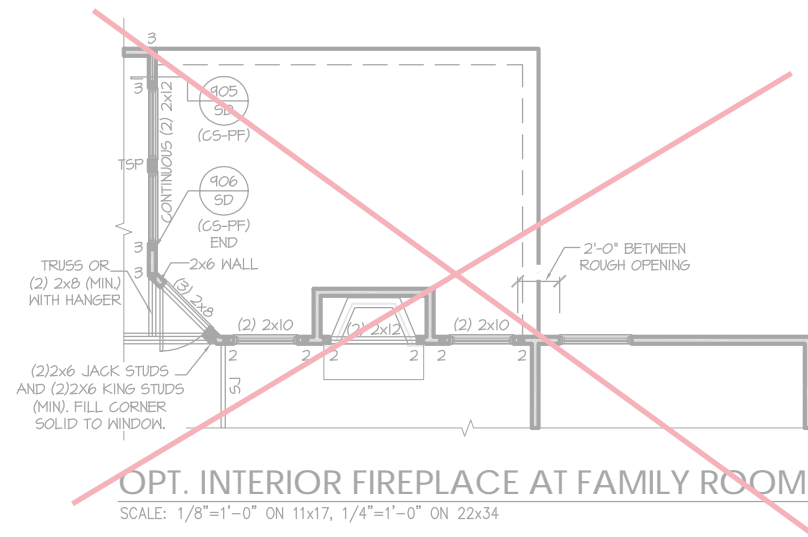 3
3
905
SD
(CS-PF)
CONTINUOUS (2) 2x12
TSP
906
SD
(CS-PF)
END
3
3
2x6 WALL
2'-0" BETWEEN
ROUGH OPENING
TRUSS OR
(2) 2x8 (MIN.)
WITH HANGER
(3) 2x8
(2) 2x10
(2) 2x12
(2) 2x10
2
2
2
2
2
2
(2)2x6 JACK STUDS
AND (2)2X6 KING STUDS
(MIN). FILL CORNER
SOLID TO WINDOW.
OPT. INTERIOR FIREPLACE AT FAMILY ROOM
SCALE: 1/8"=1'-0" ON 11x17, 1/4"=1'-0" ON 22x34